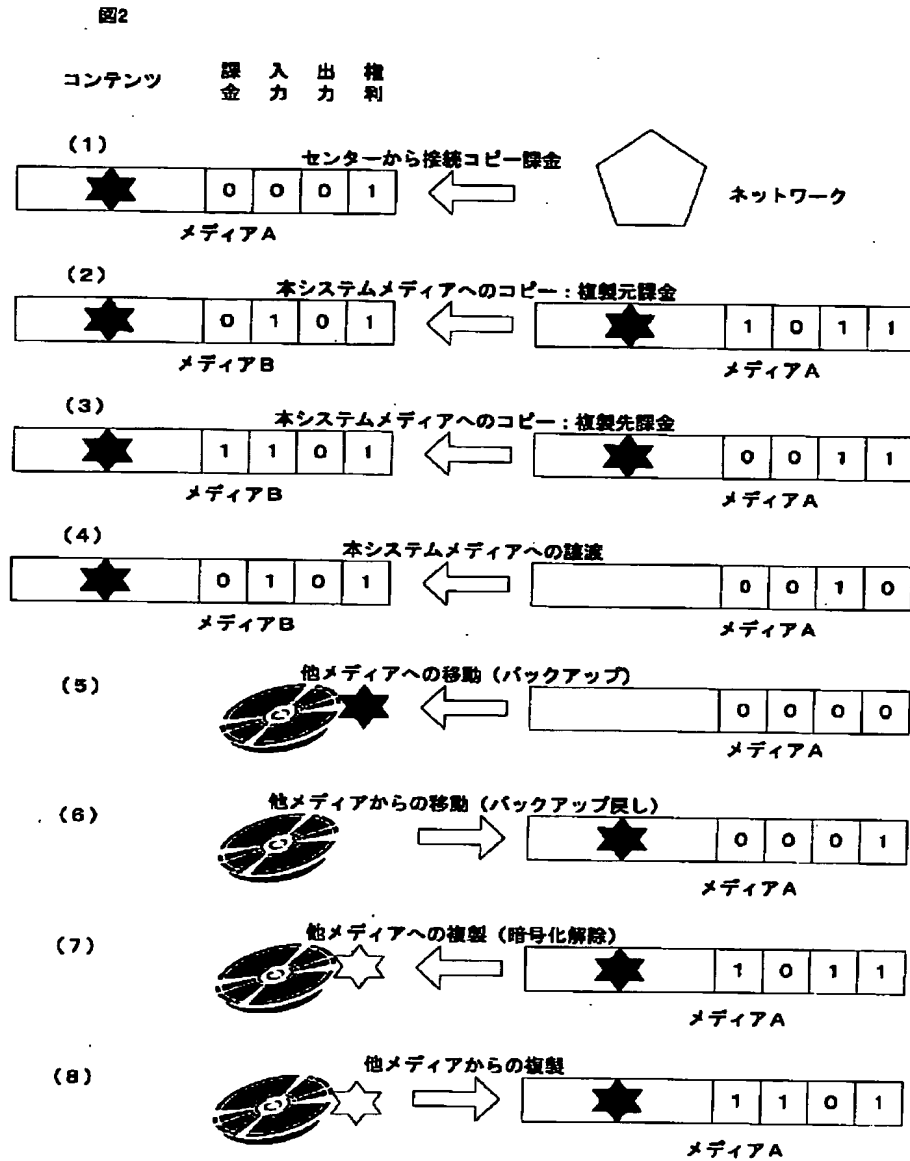 図2
コンテンツ 課金 入力 出力 権利
(1) センターから接続コピー課金
0 0 0 1 ネットワーク
メディアA
(2) 本システムメディアへのコピー：複製元課金
0 1 0 1 1 0 1 1
メディアB メディアA
(3) 本システムメディアへのコピー：複製先課金
1 1 0 1 0 0 1 1
メディアB メディアA
(4) 本システムメディアへの譲渡
0 1 0 1 0 0 1 0
メディアB メディアA
(5) 他メディアへの移動（バックアップ）
0 0 0 0
メディアA
(6) 他メディアからの移動（バックアップ戻し）
0 0 0 1
メディアA
(7) 他メディアへの複製（暗号化解除）
1 0 1 1
メディアA
(8) 他メディアからの複製
1 1 0 1
メディアA